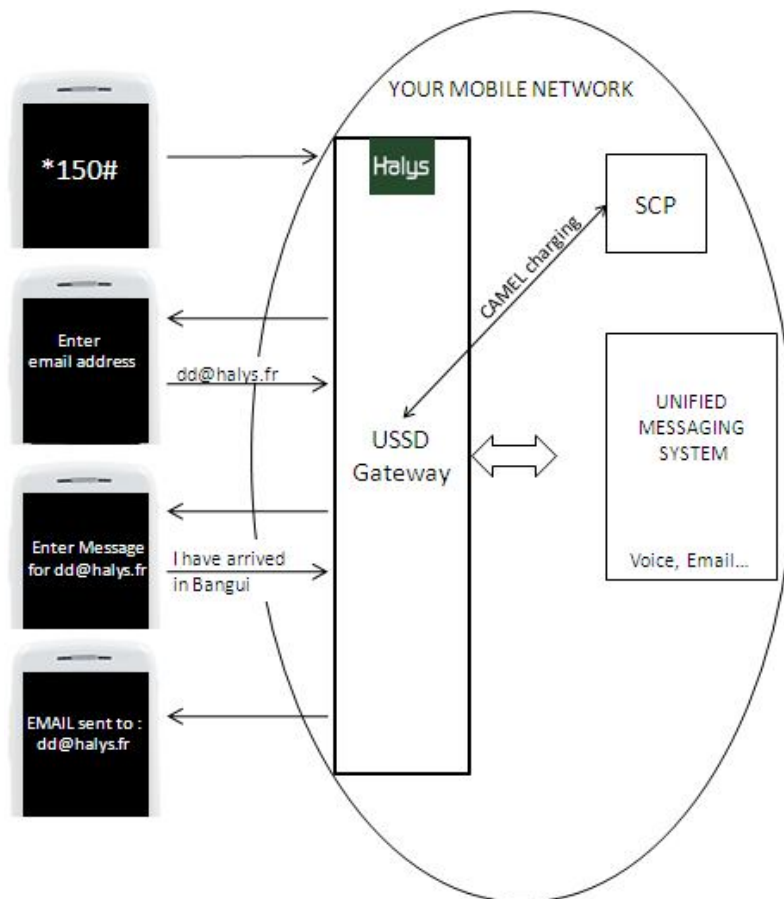 YOUR MOBILE NETWORK
Halys
*150#
SCP
CAMEL charging
Enter
email address
dd@halys.fr
USSD
Gateway
UNIFIED
MESSAGING
SYSTEM
Voice, Email...
Enter Message
for dd@halys.fr
I have arrived
in Bangui
EMAIL sent to :
dd@halys.fr